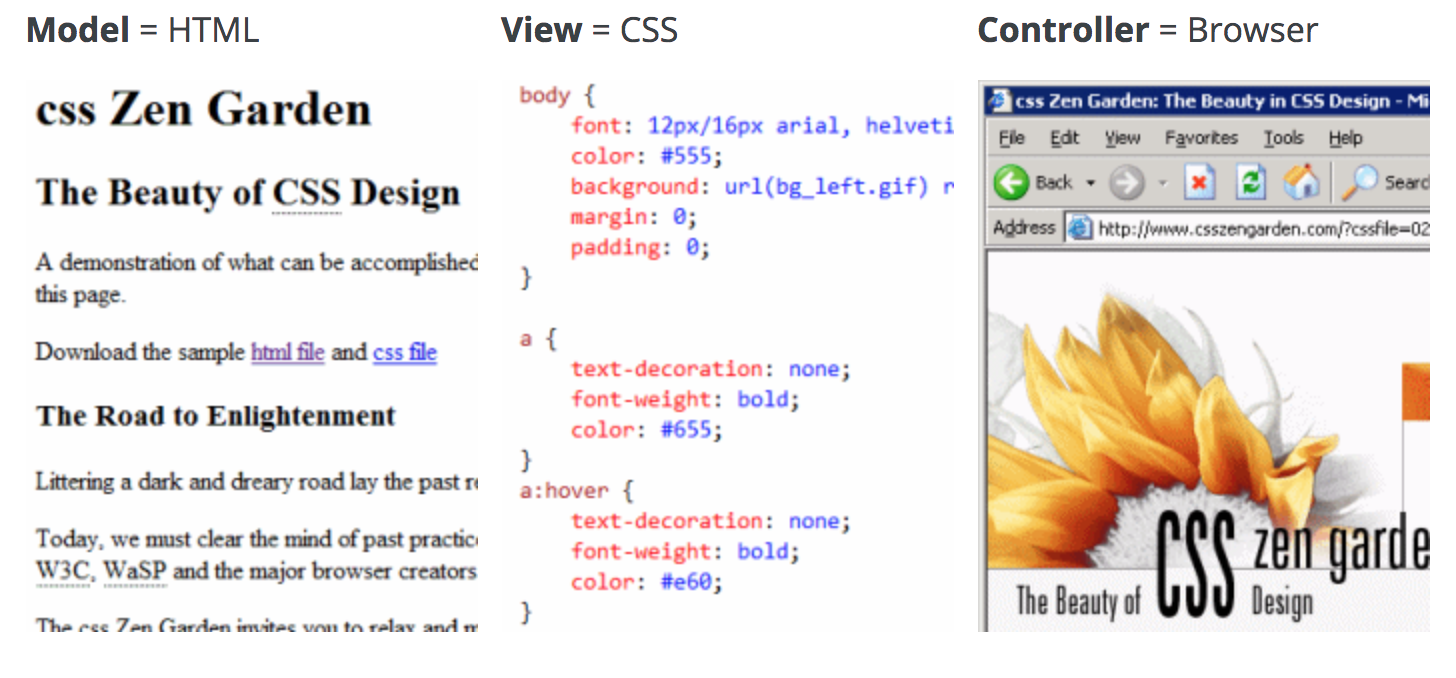 Model = HTML
css Zen Garden
The Beauty of CSS Design
A demonstration of what can be accomplished
this page.
Download the sample html file and css file
The Road to Enlightenment
Littering a dark and dreary road lay the past
Today, we must clear the mind of past
W3C, WaSP and the major browser creators
The css Zen Garden invites you to relax and
View = CSS
body {
font: 12px/16px arial, helveti
color: #555;
background: url(bg_left.gif) r
margin: 0;
padding: 0;
}
a {
text-decoration: none;
font-weight: bold;
color: #655;
}
a:hover {
text-decoration: none;
font-weight: bold;
color: #e60;
}
Controller = Browser
css Zen Garden: The Beauty in CSS Design - Mi
File Edit View Favorites Tools Help
Back Searc
Address http://www.csszengarden.com/?cssfile=02
CSS zen garde
The Beauty of Design